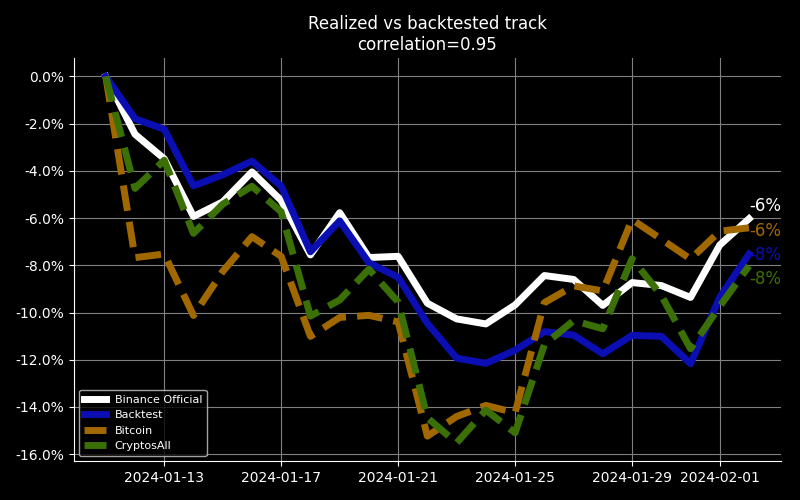 Realized vs backtested track
correlation=0.95
0.0%
-2.0%
-4.0%
-6.0%
-8.0%
-10.0%
-12.0%
-14.0%
-16.0%
-6%
-6%
-8%
-8%
Binance Official
Backtest
Bitcoin
CryptosAll
2024-01-13 2024-01-17 2024-01-21 2024-01-25 2024-01-29 2024-02-01